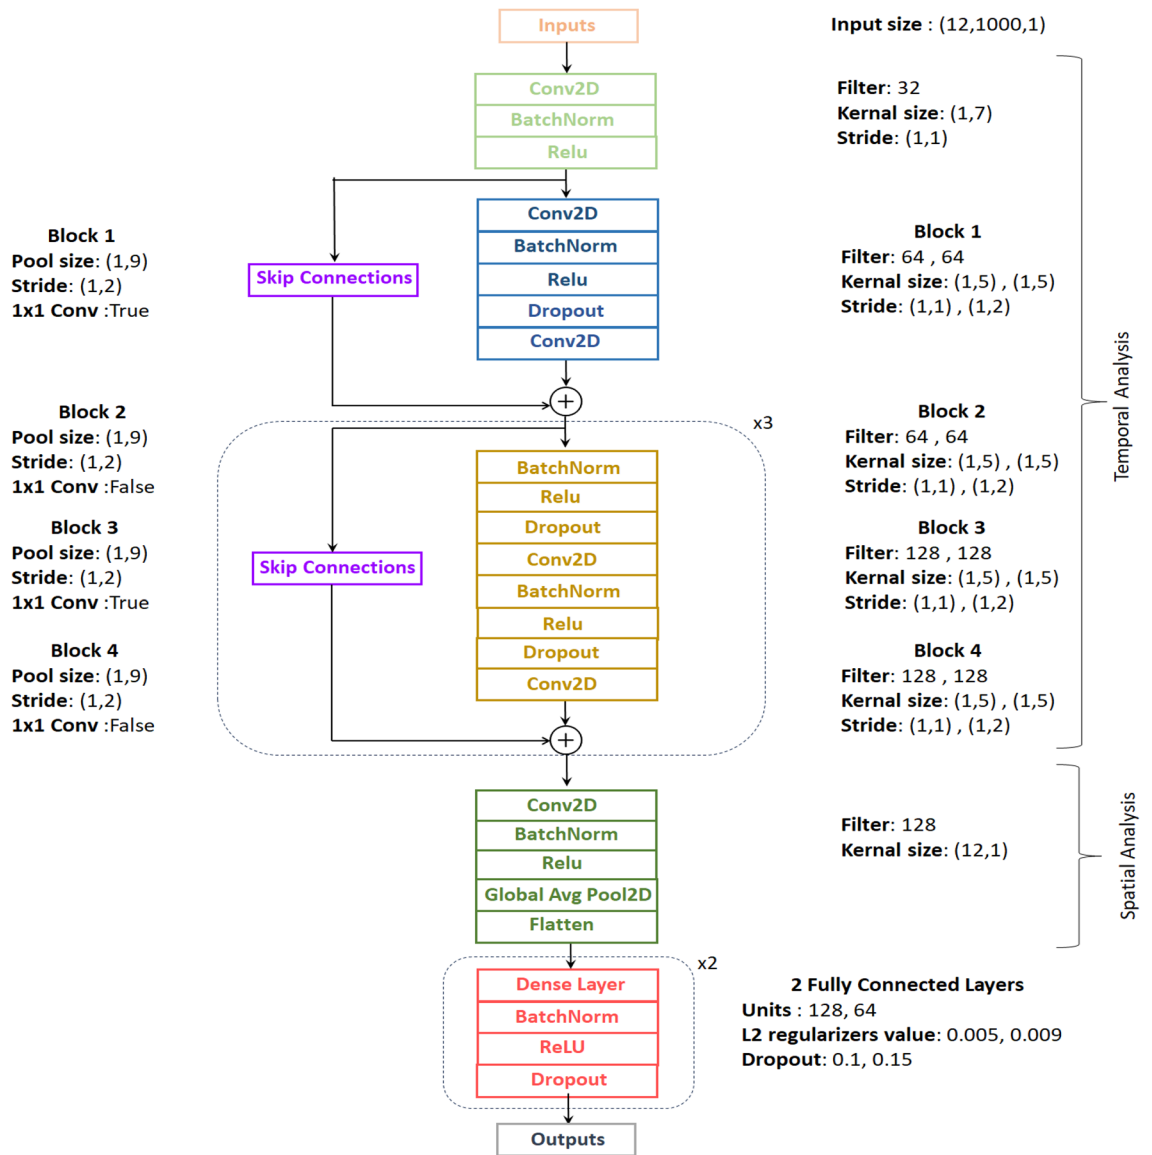 Inputs
Input size : (12,1000,1)
Conv2D
BatchNorm
Relu
Filter: 32
Kernal size: (1,7)
Stride: (1,1)
Block 1
Pool size: (1,9)
Stride: (1,2)
1x1 Conv :True
Skip Connections
Conv2D
BatchNorm
Relu
Dropout
Conv2D
Block 1
Filter: 64 , 64
Kernal size: (1,5) , (1,5)
Stride: (1,1) , (1,2)
+
Temporal Analysis
x3
Block 2
Pool size: (1,9)
Stride: (1,2)
1x1 Conv :False
Block 3
Pool size: (1,9)
Stride: (1,2)
1x1 Conv :True
Block 4
Pool size: (1,9)
Stride: (1,2)
1x1 Conv :False
Skip Connections
BatchNorm
Relu
Dropout
Conv2D
BatchNorm
Relu
Dropout
Conv2D
+
Block 2
Filter: 64 , 64
Kernal size: (1,5) , (1,5)
Stride: (1,1) , (1,2)
Block 3
Filter: 128 , 128
Kernal size: (1,5) , (1,5)
Stride: (1,1) , (1,2)
Block 4
Filter: 128 , 128
Kernal size: (1,5) , (1,5)
Stride: (1,1) , (1,2)
Conv2D
BatchNorm
Relu
Global Avg Pool2D
Flatten
Filter: 128
Kernal size: (12,1)
Spatial Analysis
x2
Dense Layer
BatchNorm
ReLU
Dropout
2 Fully Connected Layers
Units : 128, 64
L2 regularizers value: 0.005, 0.009
Dropout: 0.1, 0.15
Outputs